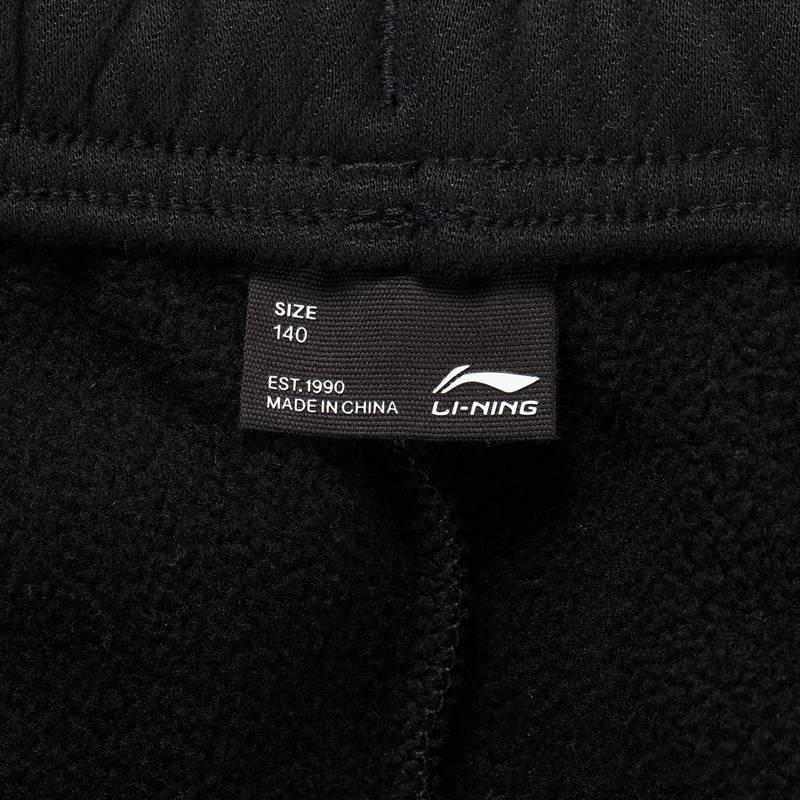 SIZE
140
EST.1990
MADE IN CHINA
LI-NING